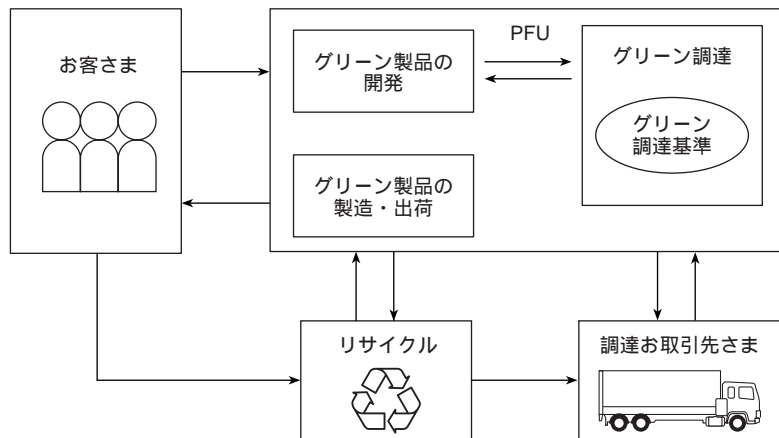 お客さま
PFU
グリーン製品の
開発
グリーン調達
グリーン
調達基準
グリーン製品の
製造・出荷
リサイクル
調達お取引先さま